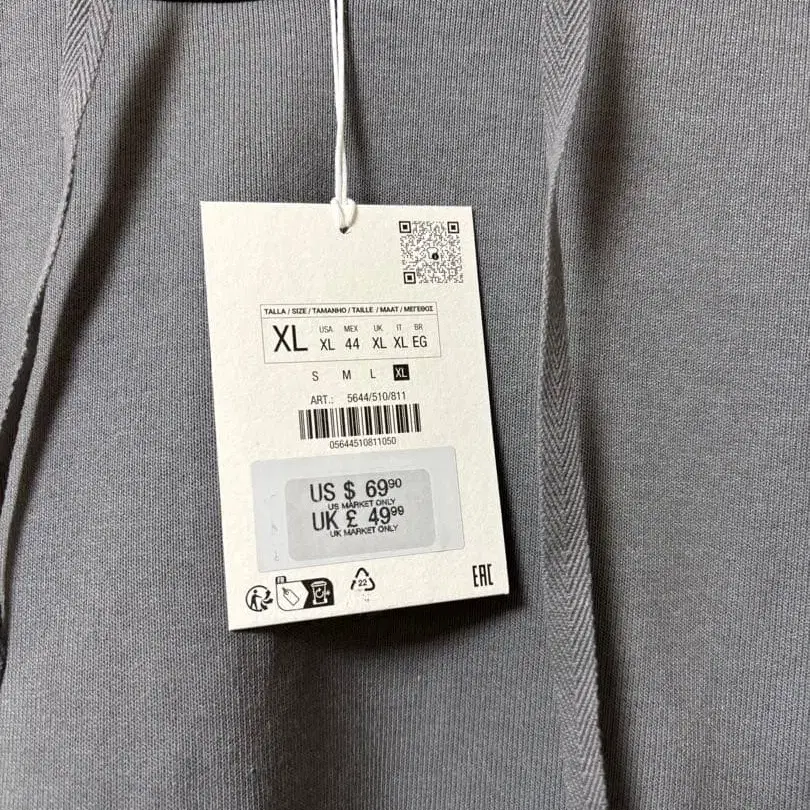 TALLA / SIZE / TAMANHO / TAILLE / MAAT / ΜΕΓΕΘΟΣ
XL USA XL MEX 44 UK XL IT XL BR EG
S M L XL
ART.: 5644/510/811
05644510811050
US $ 6990
US MARKET ONLY
UK £ 4999
UK MARKET ONLY
FR
22
EAC